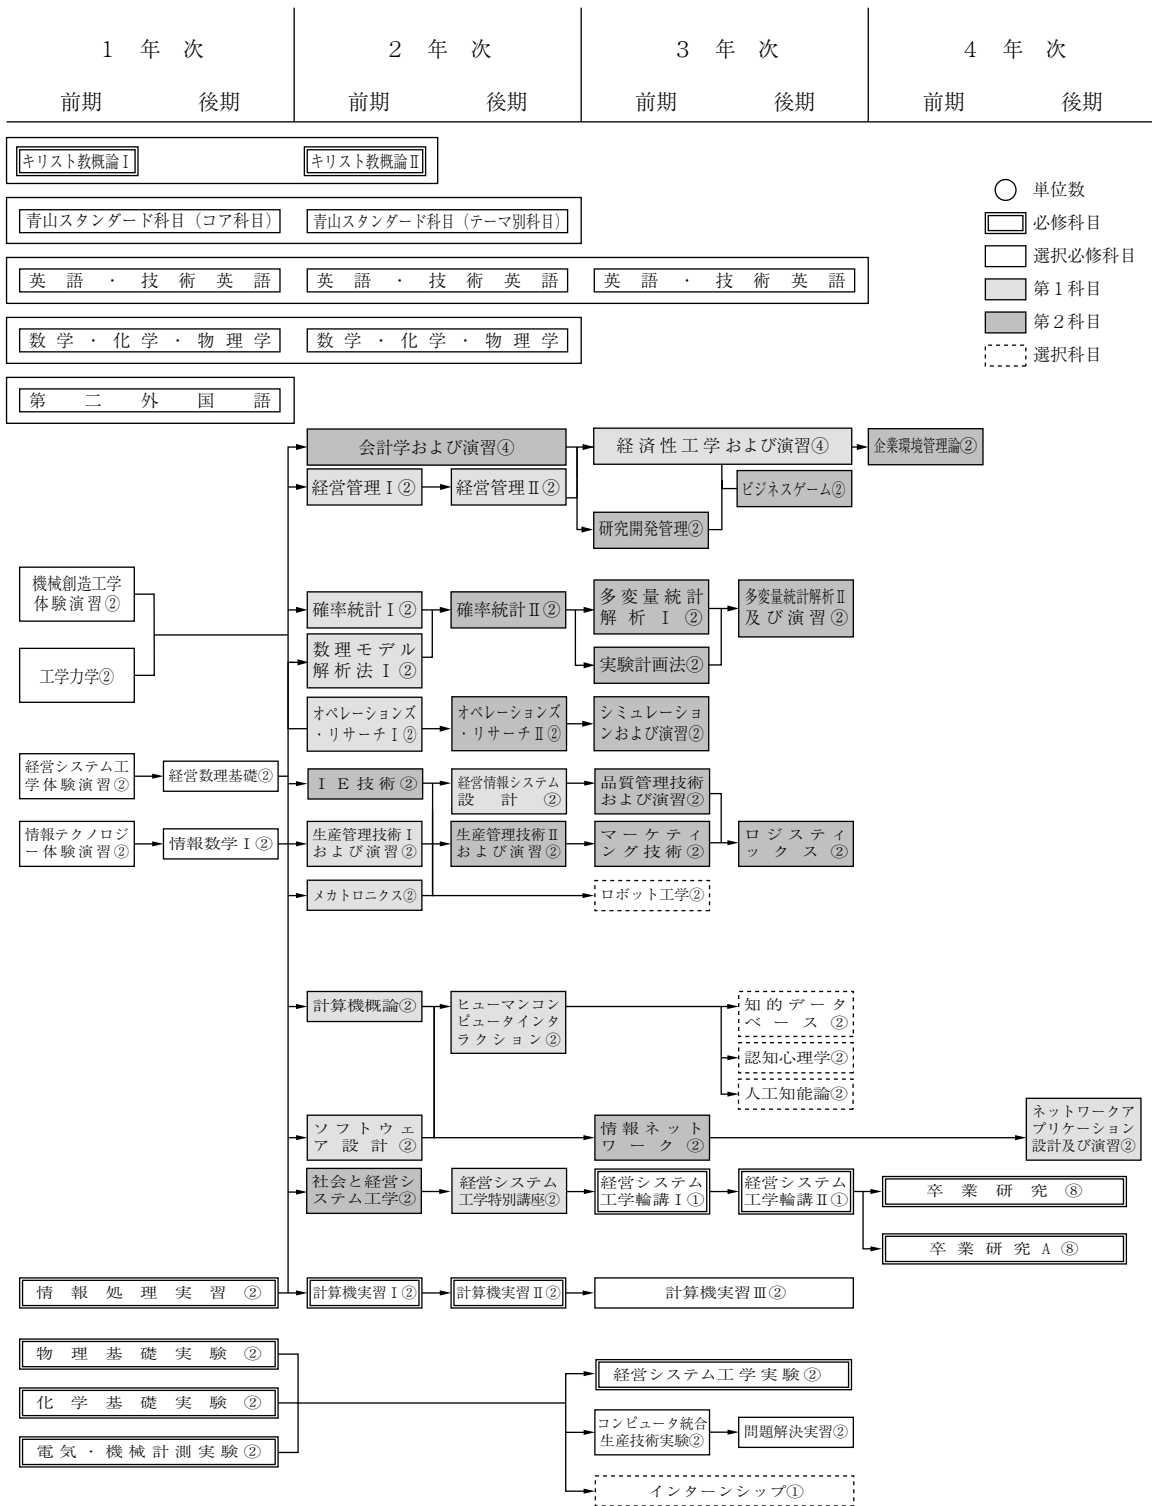 1 年 次
2 年 次
3 年 次
4 年 次
前期
後期
前期
後期
前期
後期
前期
後期
キリスト教概論Ⅰ
キリスト教概論Ⅱ
○ 単位数
必修科目
選択必修科目
第1科目
第2科目
選択科目
青山スタンダード科目（コア科目）
青山スタンダード科目（テーマ別科目）
英語・技術英語
英語・技術英語
英語・技術英語
数学・化学・物理学
数学・化学・物理学
第二外国語
会計学および演習④
経済性工学および演習④
企業環境管理論②
経営管理Ⅰ②
経営管理Ⅱ②
ビジネスゲーム②
研究開発管理②
機械創造工学
体験演習②
工学力学②
確率統計Ⅰ②
確率統計Ⅱ②
多変量統計
解析Ⅰ②
多変量統計解析Ⅱ
及び演習②
数理モデル
解析法Ⅰ②
実験計画法②
オペレーションズ
・リサーチⅠ②
オペレーションズ
・リサーチⅡ②
シミュレーショ
ンおよび演習②
経営システム工
学体験演習②
経営数理基礎②
ＩＥ技術②
経営情報システム
設計②
品質管理技術
および演習②
情報テクノロジ
ー体験演習②
情報数学Ⅰ②
生産管理技術Ⅰ
および演習②
生産管理技術Ⅱ
および演習②
マーケティ
ング技術②
ロジスティ
ックス②
メカトロニクス②
ロボット工学②
計算機概論②
ヒューマンコン
ピュータインタ
ラクション②
知的データ
ベース②
認知心理学②
人工知能論②
ソフトウェ
ア設計②
情報ネット
ワーク②
ネットワークア
プリケーション
設計及び演習②
社会と経営シ
ステム工学②
経営システム
工学特別講座②
経営システム
工学輪講Ⅰ①
経営システム
工学輪講Ⅱ①
卒業研究⑧
卒業研究A⑧
情報処理実習②
計算機実習Ⅰ②
計算機実習Ⅱ②
計算機実習Ⅲ②
物理基礎実験②
化学基礎実験②
電気・機械計測実験②
経営システム工学実験②
コンピュータ統合
生産技術実験②
問題解決実習②
インターンシップ①